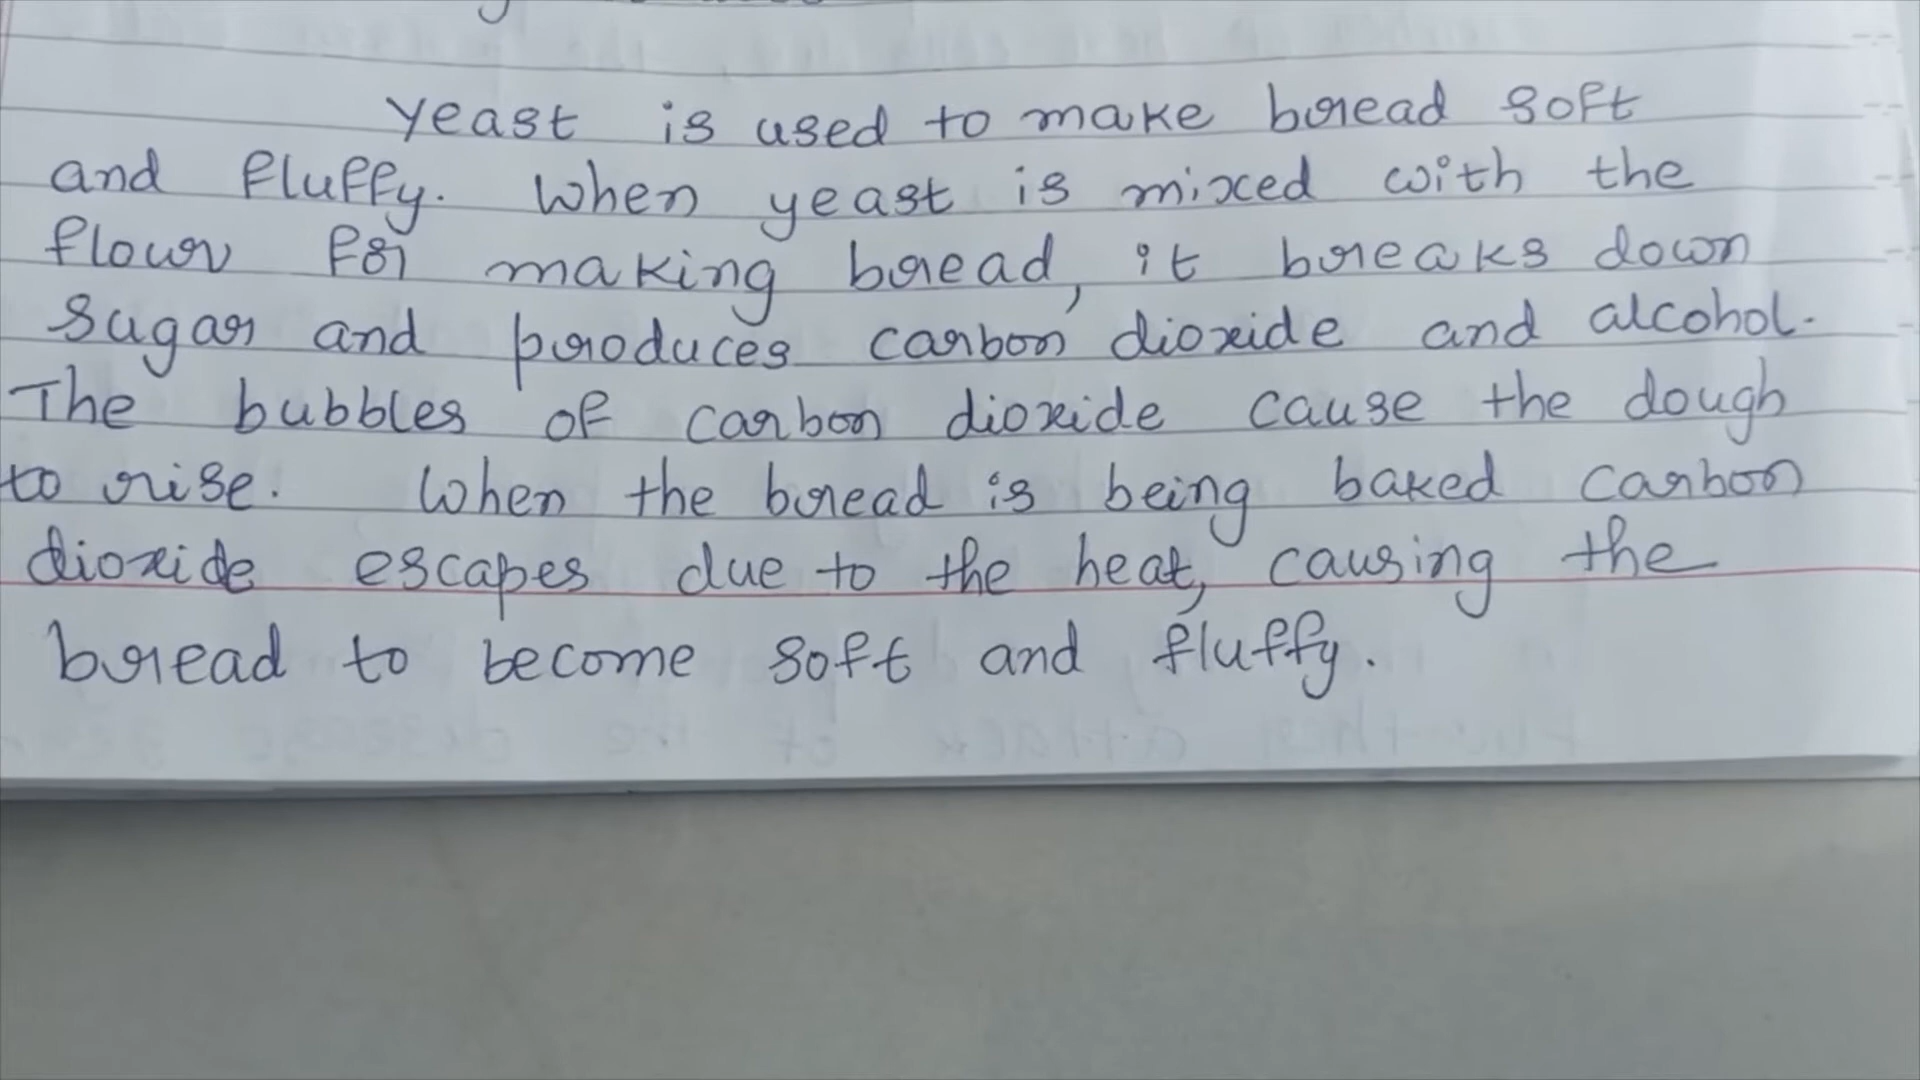 Yeast is used to make bread soft
and fluffy. When yeast is mixed with the
flour for making bread, it breaks down
sugar and produces carbon dioxide and alcohol.
The bubbles of carbon dioxide cause the dough
to rise. When the bread is being baked carbon
dioxide escapes due to the heat, causing the
bread to become soft and fluffy.